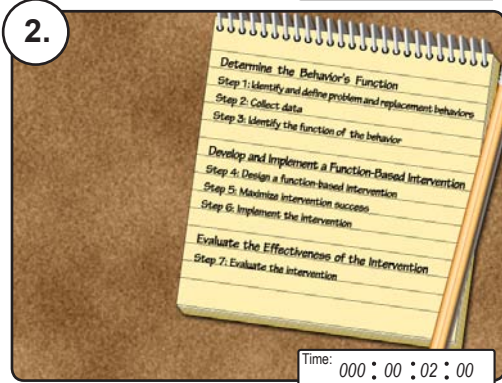 2.
Determine the Behavior's Function
Step 1: Identify and define problem and replacement behaviors
Step 2: Collect data
Step 3: Identify the function of the behavior
Develop and Implement a Function-Based Intervention
Step 4: Design a function-based intervention
Step 5: Maximize intervention success
Step 6: Implement the intervention
Evaluate the Effectiveness of the Intervention
Step 7: Evaluate the intervention
Time: 000 : 00 : 02 : 00